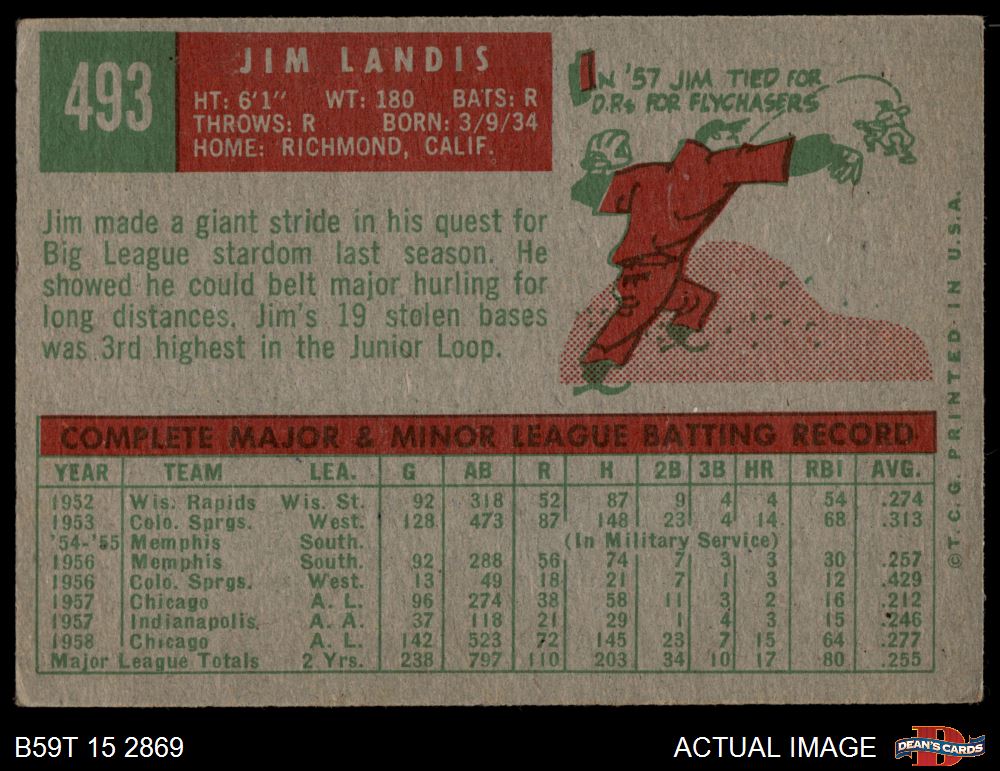 493
JIM LANDIS
HT: 6'1" WT: 180 BATS: R
THROWS: R BORN: 3/9/34
HOME: RICHMOND, CALIF.
IN '57 JIM TIED FOR
D.P.s FOR FLYCHASERS
Jim made a giant stride in his quest for
Big League stardom last season. He
showed he could belt major hurling for
long distances. Jim's 19 stolen bases
was 3rd highest in the Junior Loop.
COMPLETE MAJOR & MINOR LEAGUE BATTING RECORD
YEAR TEAM LEA. G AB R H 2B 3B HR RBI AVG.
1952 Wis. Rapids Wis. St. 92 318 52 87 9 4 4 54 .274
1953 Colo. Sprgs. West. 128 473 87 148 23 4 14 68 .313
'54-'55 Memphis South. (In Military Service)
1956 Memphis South. 92 288 56 74 7 3 3 30 .257
1956 Colo. Sprgs. West. 13 49 18 21 7 1 3 12 .429
1957 Chicago A. L. 96 274 38 58 11 3 2 16 .212
1957 Indianapolis. A. A. 37 118 21 29 1 4 3 15 .246
1958 Chicago A. L. 142 523 72 145 23 7 15 64 .277
Major League Totals 2 Yrs. 238 797 110 203 34 10 17 80 .255
© T.C.G. PRINTED IN U.S.A.
B59T 15 2869
ACTUAL IMAGE
DEAN'S CARDS